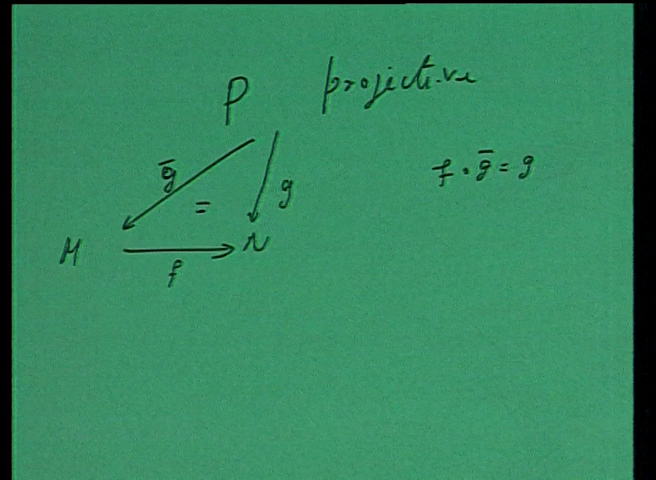 P projective
g̅
f . g̅ = g
= g
M N
f